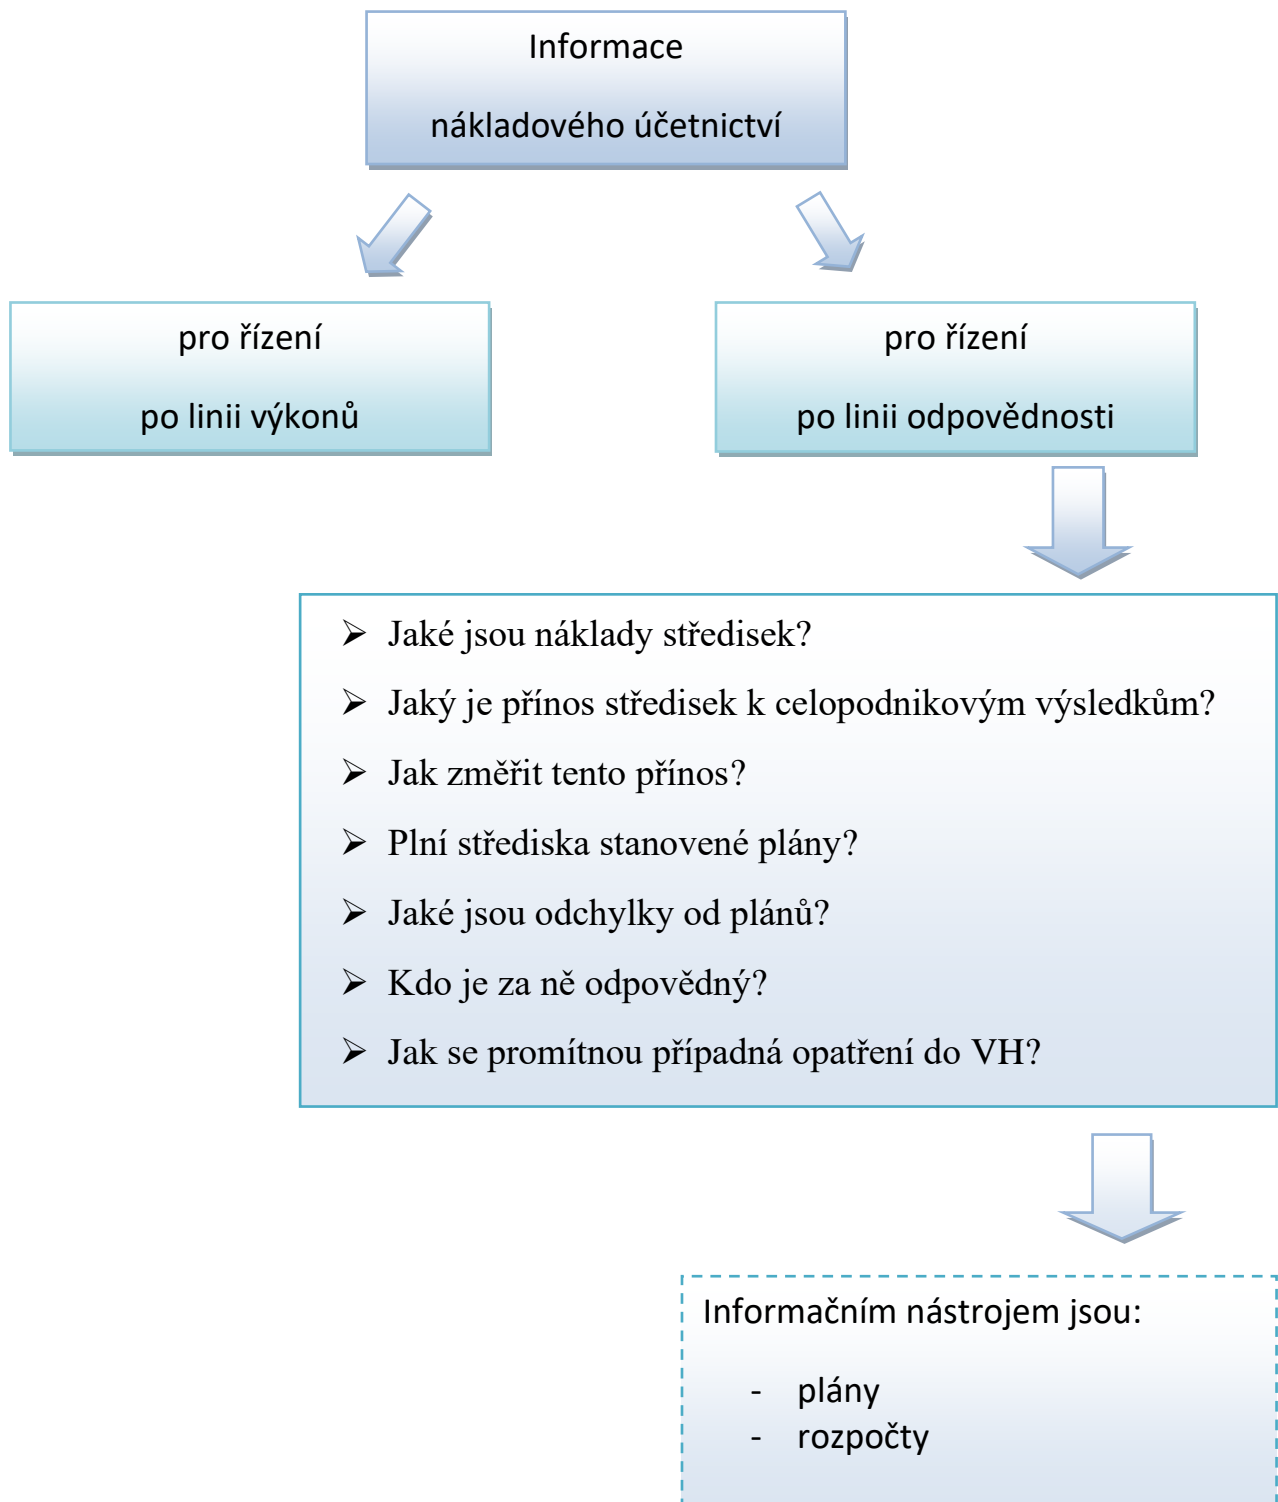 Informace
nákladového účetnictví
pro řízení
po linii výkonů
pro řízení
po linii odpovědnosti
➢ Jaké jsou náklady středisek?
➢ Jaký je přínos středisek k celopodnikovým výsledkům?
➢ Jak změřit tento přínos?
➢ Plní střediska stanovené plány?
➢ Jaké jsou odchylky od plánů?
➢ Kdo je za ně odpovědný?
➢ Jak se promítnou případná opatření do VH?
Informačním nástrojem jsou:
- plány
- rozpočty